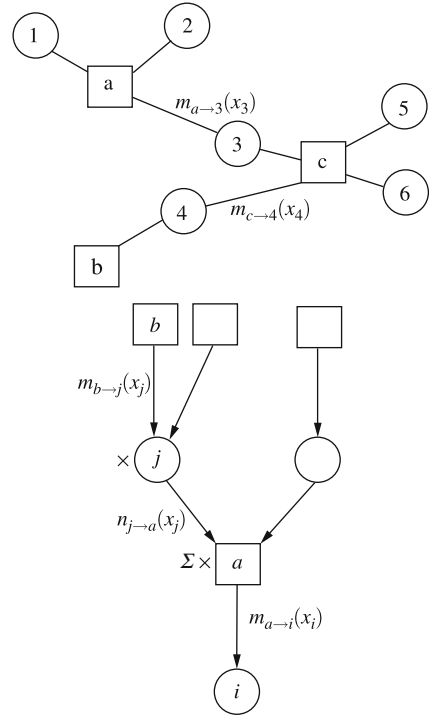 1
2
a
m_{a→3}(x_3)
5
3
c
4
m_{c→4}(x_4)
6
b
b
m_{b→j}(x_j)
× j
n_{j→a}(x_j)
Σ × a
m_{a→i}(x_i)
i